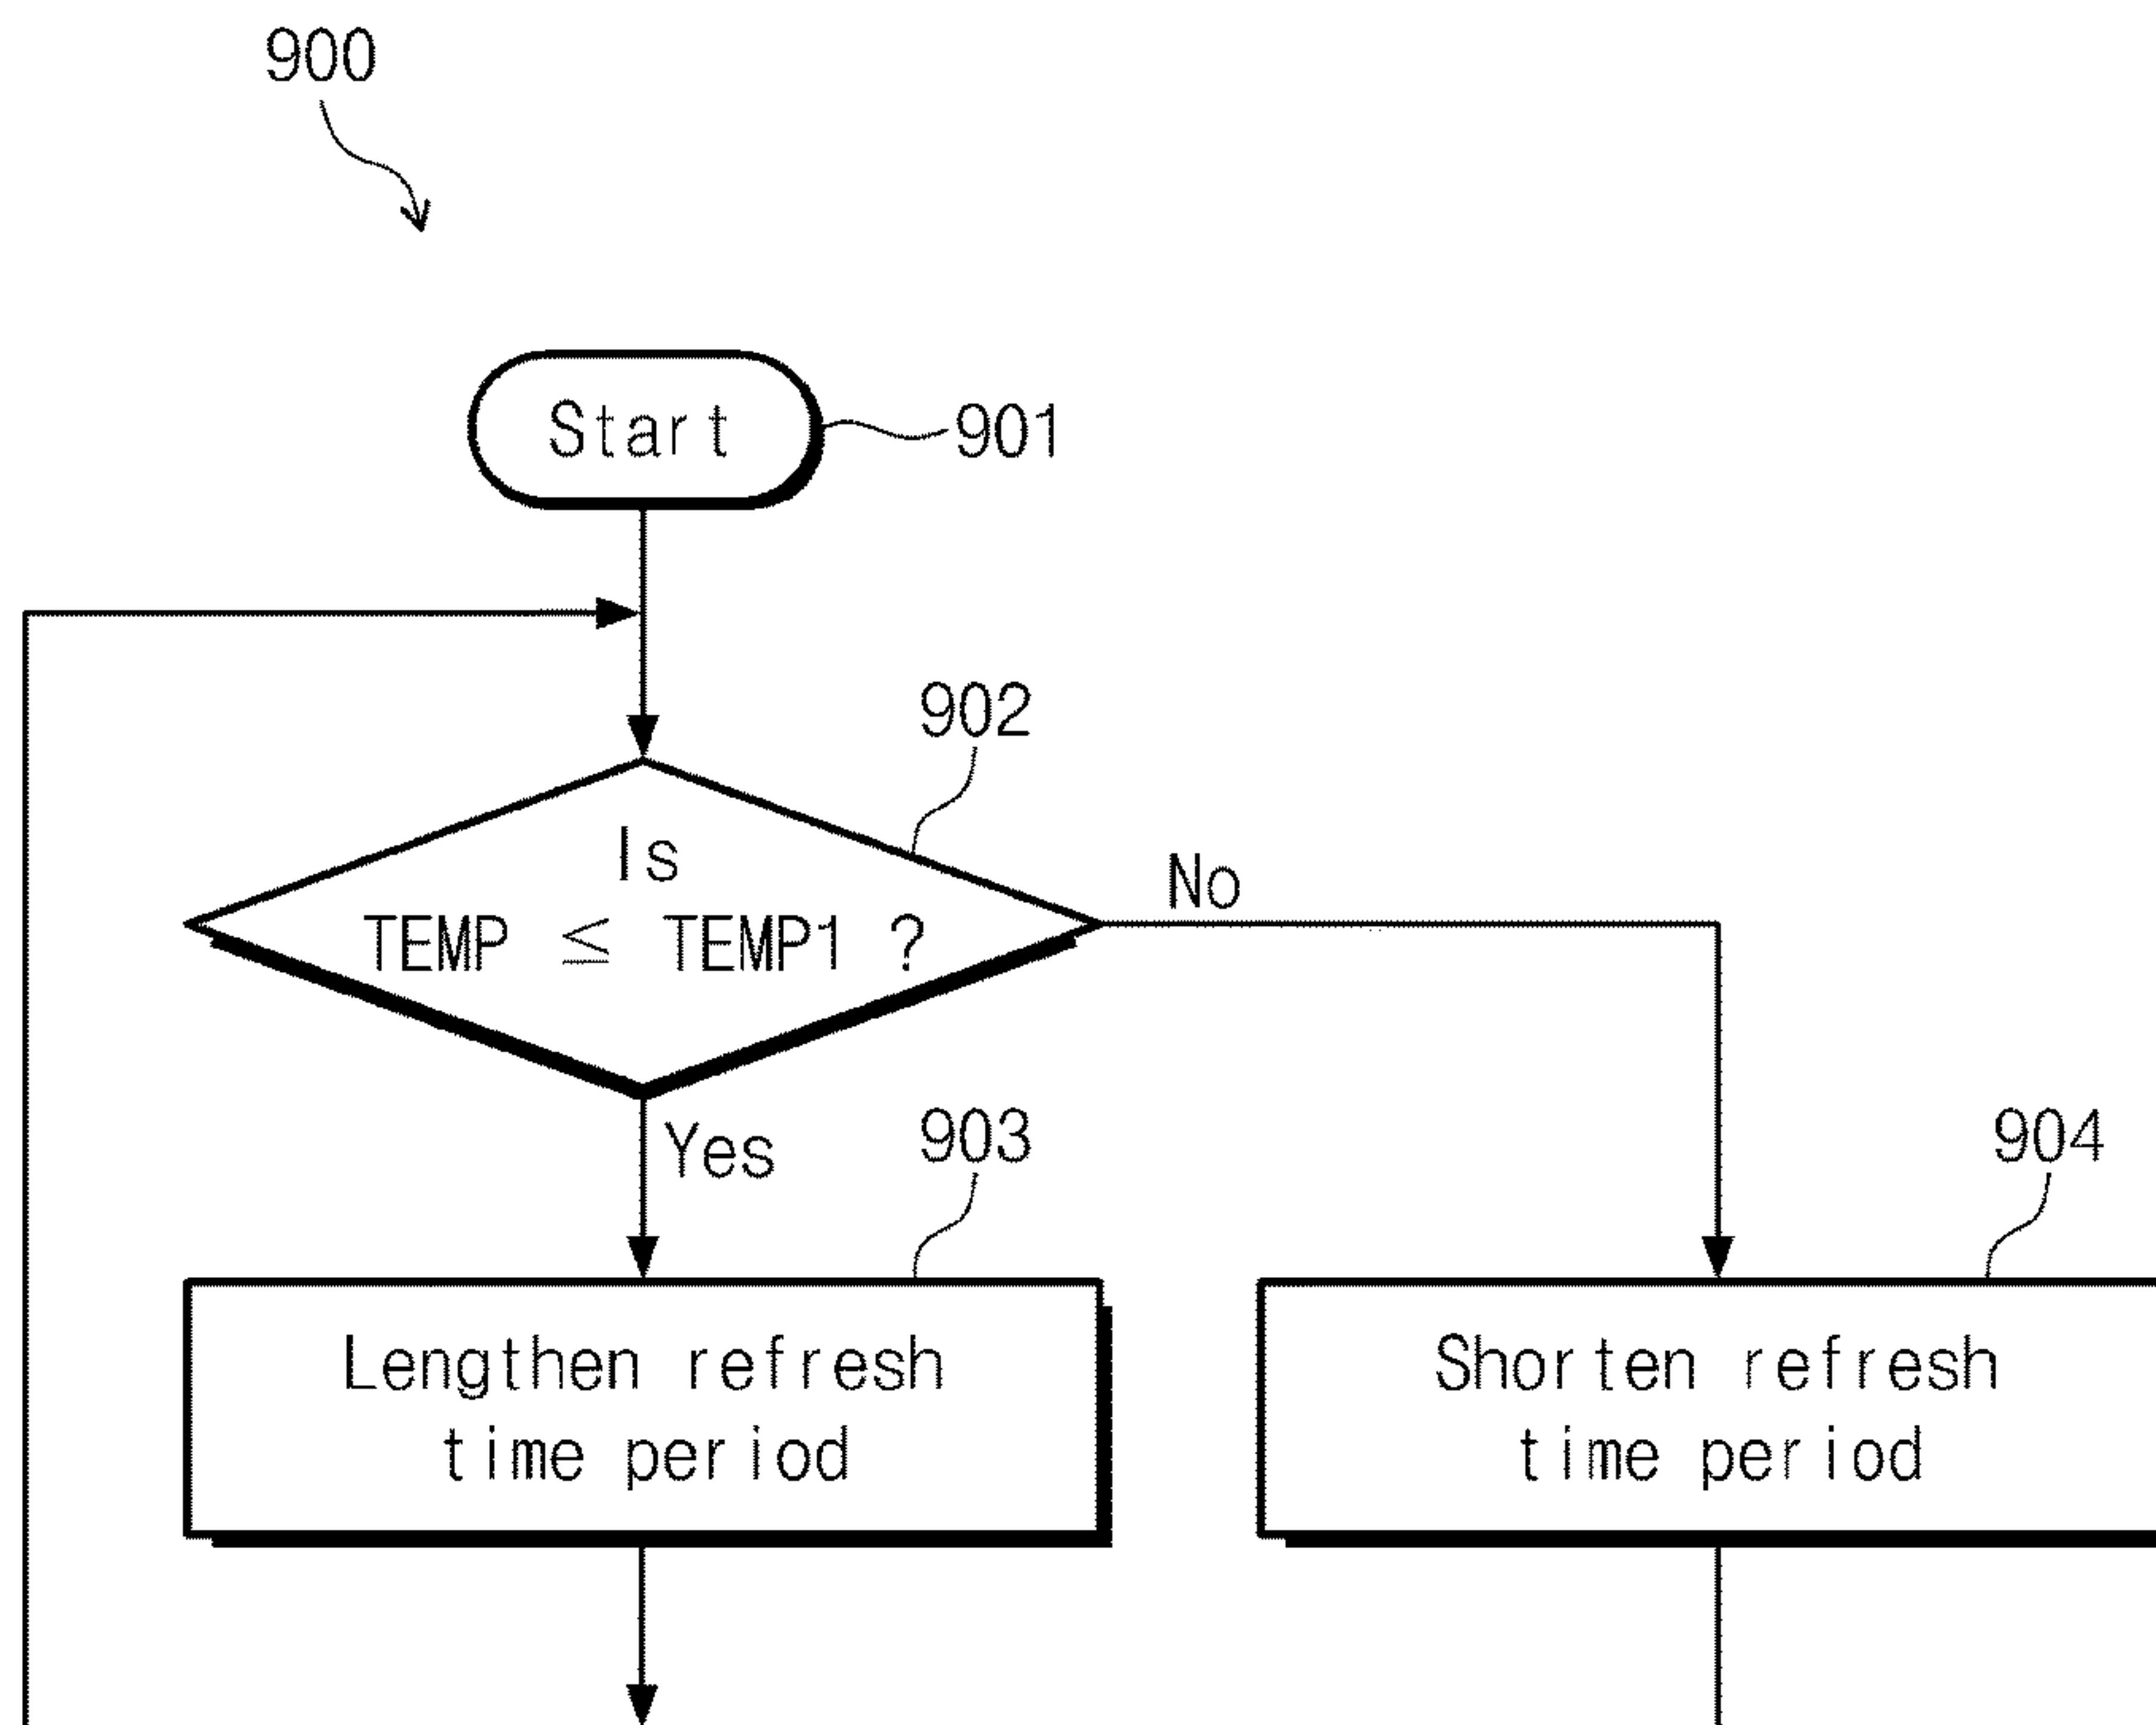 900
Start
901
902
Is
TEMP ≤ TEMP1 ?
No
Yes
903
904
Lengthen refresh
time period
Shorten refresh
time period